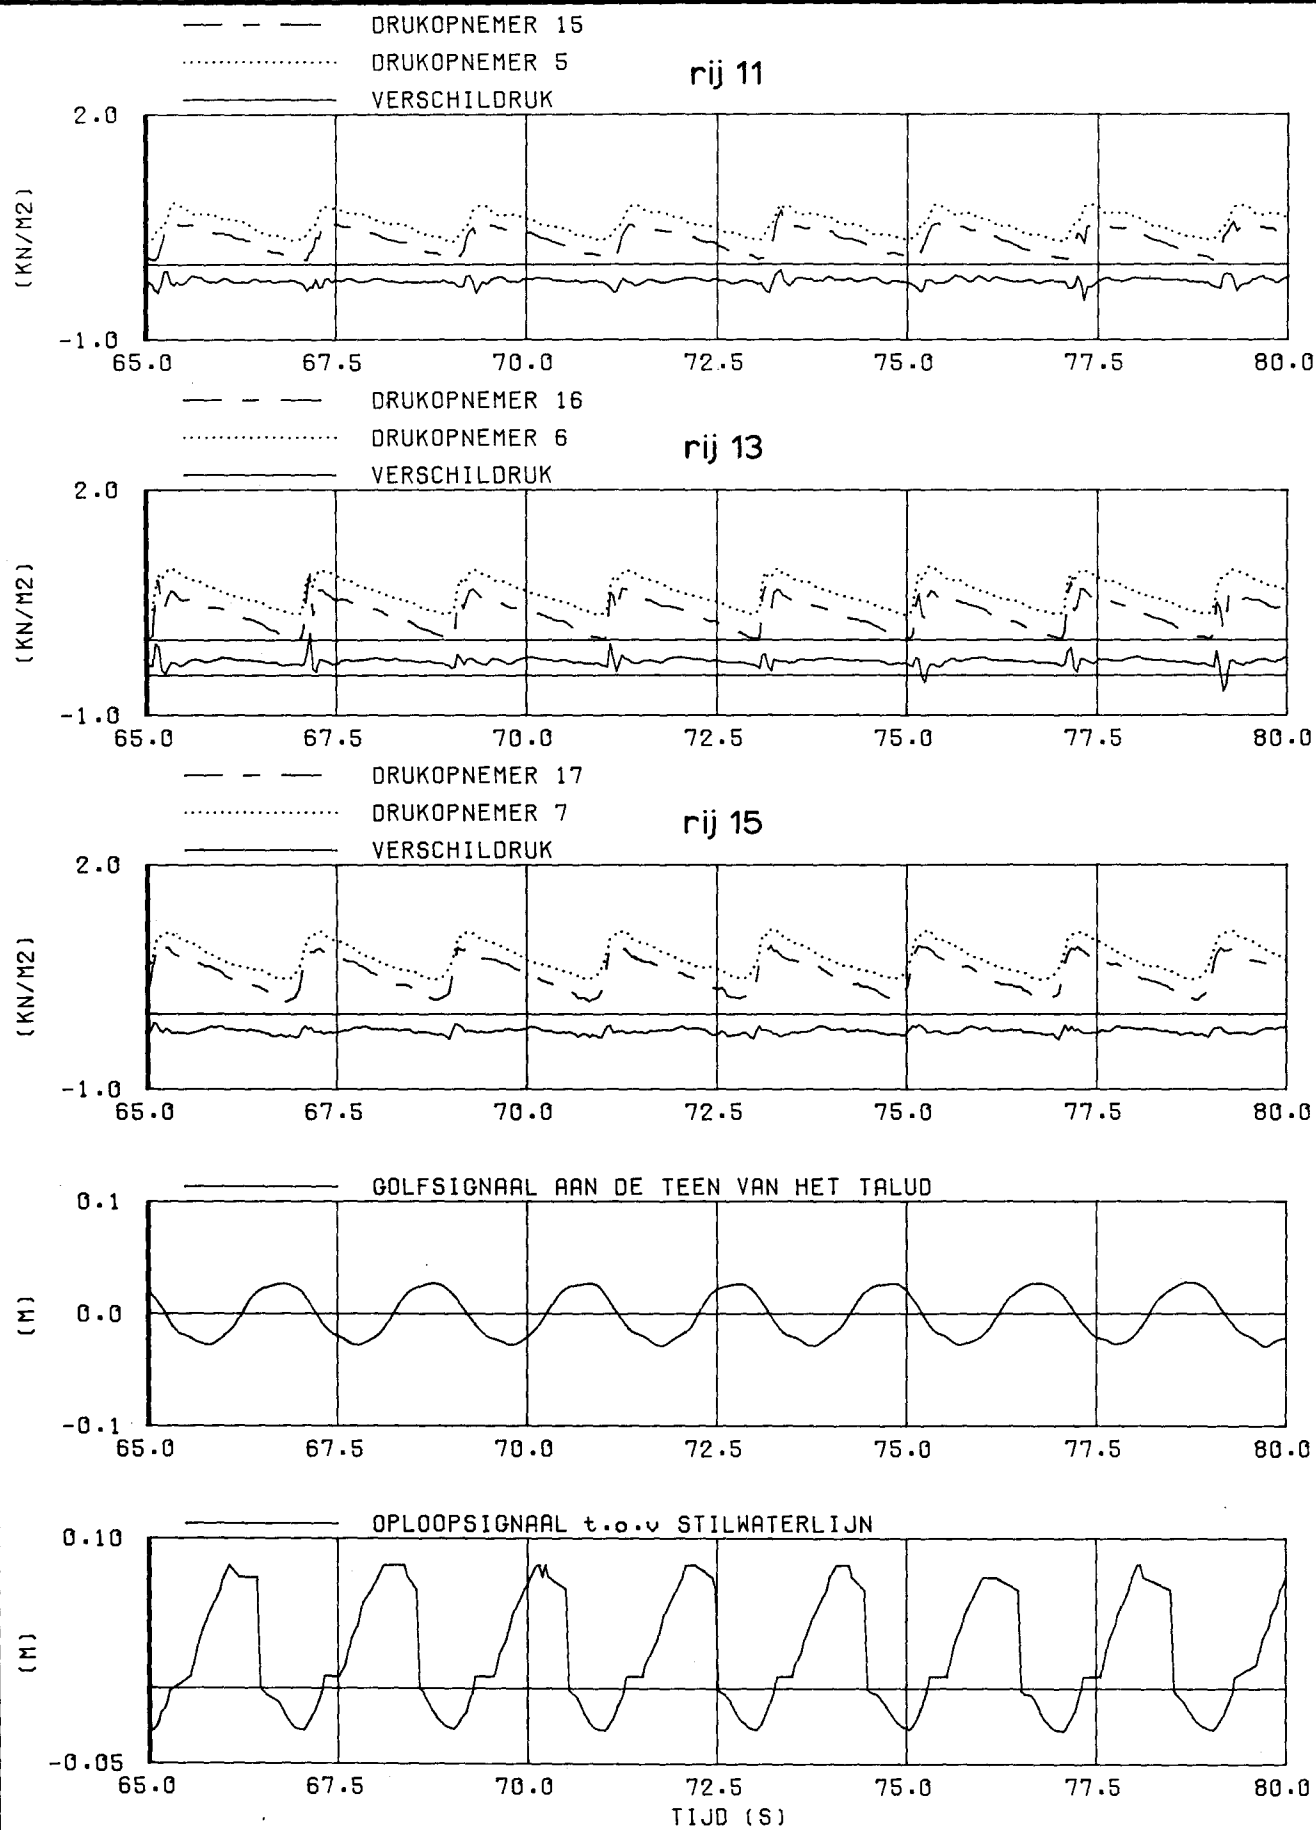 DRUKOPNEMER 15
DRUKOPNEMER 5
VERSCHILDRUK
rij 11
2.0
(KN/M2)
-1.0
65.0 67.5 70.0 72.5 75.0 77.5 80.0
DRUKOPNEMER 16
DRUKOPNEMER 6
VERSCHILDRUK
rij 13
2.0
(KN/M2)
-1.0
65.0 67.5 70.0 72.5 75.0 77.5 80.0
DRUKOPNEMER 17
DRUKOPNEMER 7
VERSCHILDRUK
rij 15
2.0
(KN/M2)
-1.0
65.0 67.5 70.0 72.5 75.0 77.5 80.0
GOLFSIGNAAL AAN DE TEEN VAN HET TALUD
0.1
0.0
(M)
-0.1
65.0 67.5 70.0 72.5 75.0 77.5 80.0
OPLOOPSIGNAAL t.o.v STILWATERLIJN
0.10
(M)
-0.05
65.0 67.5 70.0 72.5 75.0 77.5 80.0
TIJD (S)